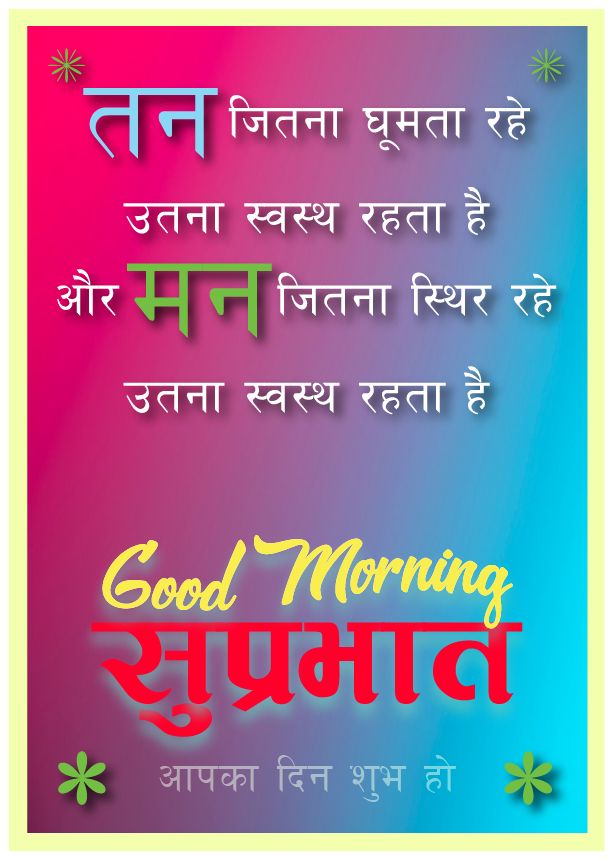 तन जितना घूमता रहे
उतना स्वस्थ रहता है
और मन जितना स्थिर रहे
उतना स्वस्थ रहता है
Good Morning
सुप्रभात
आपका दिन शुभ हो